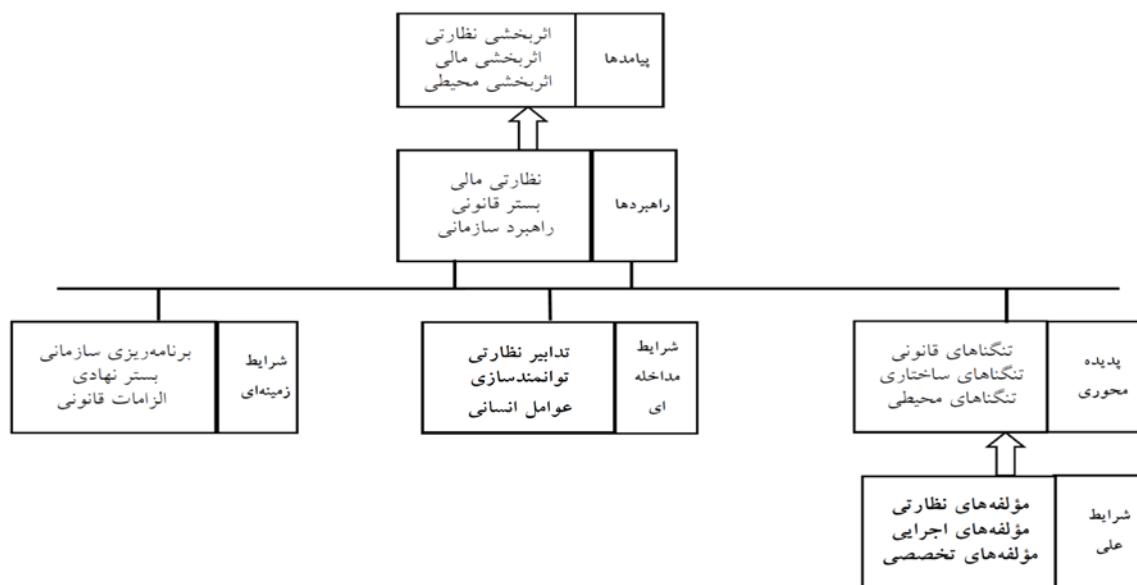 پیامدها
اثربخشی نظارتی
اثربخشی مالی
اثربخشی محیطی
راهبردها
نظارتی مالی
بستر قانونی
راهبرد سازمانی
پدیده
محوری
تنگناهای قانونی
تنگناهای ساختاری
تنگناهای محیطی
شرایط
مداخله
ای
تدابیر نظارتی
توانمندسازی
عوامل انسانی
شرایط
زمینه‌ای
برنامه‌ریزی سازمانی
بستر نهادی
الزامات قانونی
شرایط
علی
مؤلفه‌های نظارتی
مؤلفه‌های اجرایی
مؤلفه‌های تخصصی